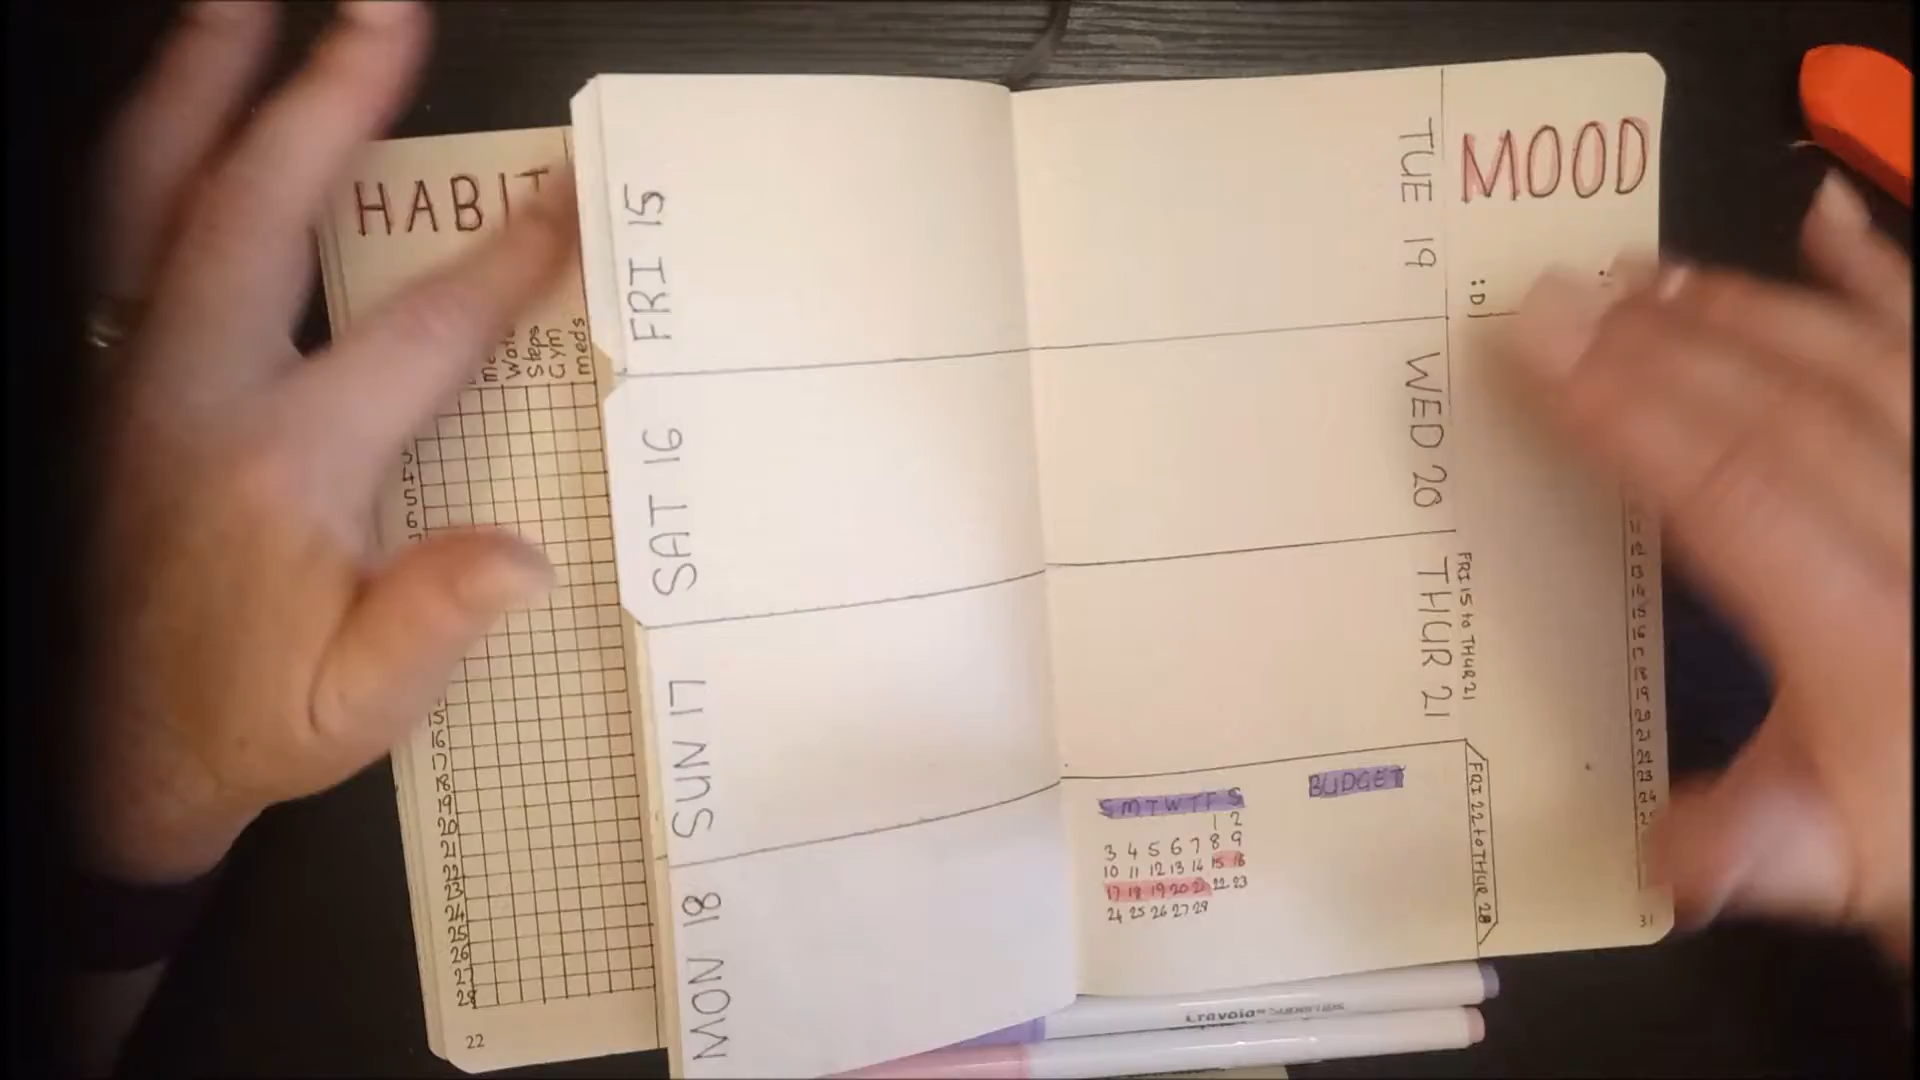 HABIT
Steps
Gym
meds
4
5
6
15
16
17
18
19
20
21
22
23
24
25
26
27
28
22
FRI 15
SAT 16
SUN 17
MON 18
TUE 19
WED 20
THUR 21
S M T W T F S
1 2
3 4 5 6 7 8 9
10 11 12 13 14 15 16
17 18 19 20 21 22 23
24 25 26 27 28
BUDGET
FRI 15 to THUR 21
FRI 22 to THUR 28
MOOD
:D
11
12
13
14
15
16
17
18
19
20
21
22
23
24
31
Crayola SuperTips